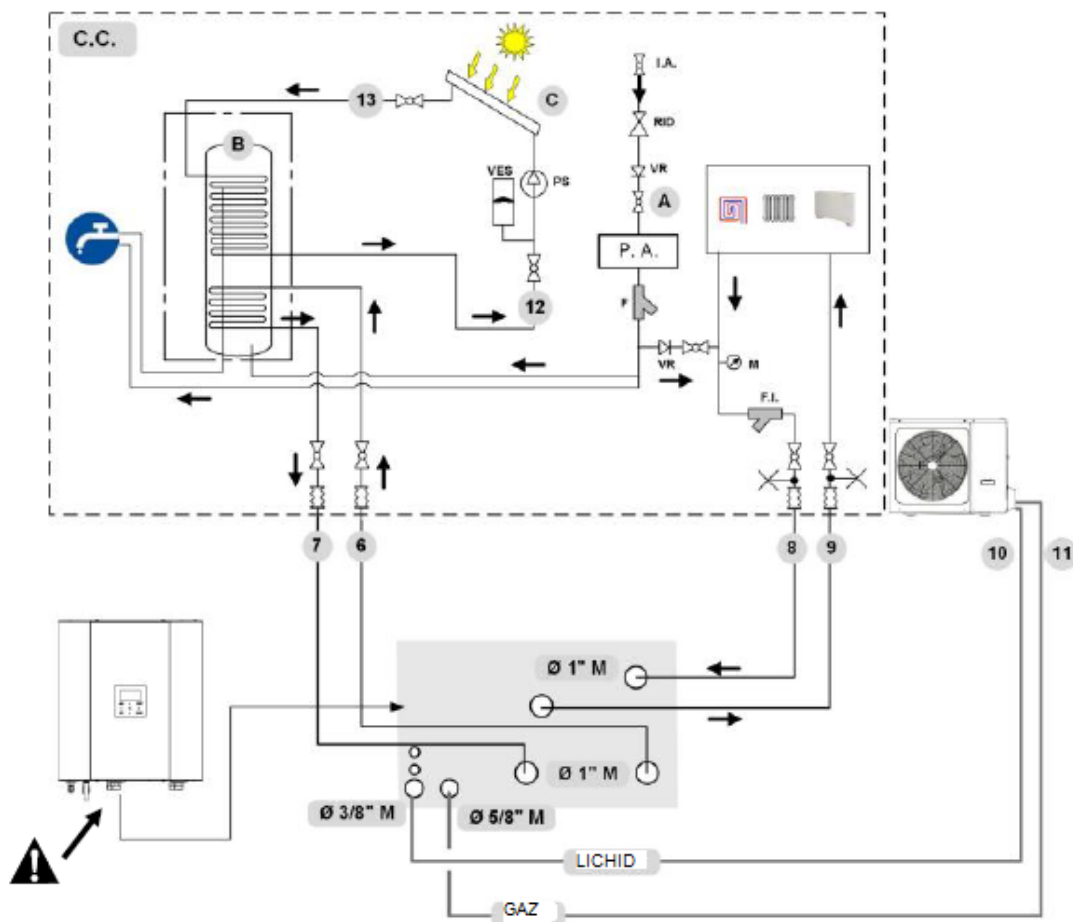 C.C.
I.A.
13
C
RID
B
VES
PS
VR
A
P. A.
12
F
VR
M
F.I.
7
6
8
9
10
11
Ø 1" M
Ø 1" M
Ø 3/8" M
Ø 5/8" M
LICHID
GAZ